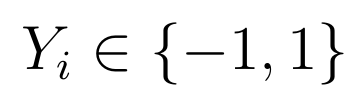 Y_i ∈ {−1, 1}